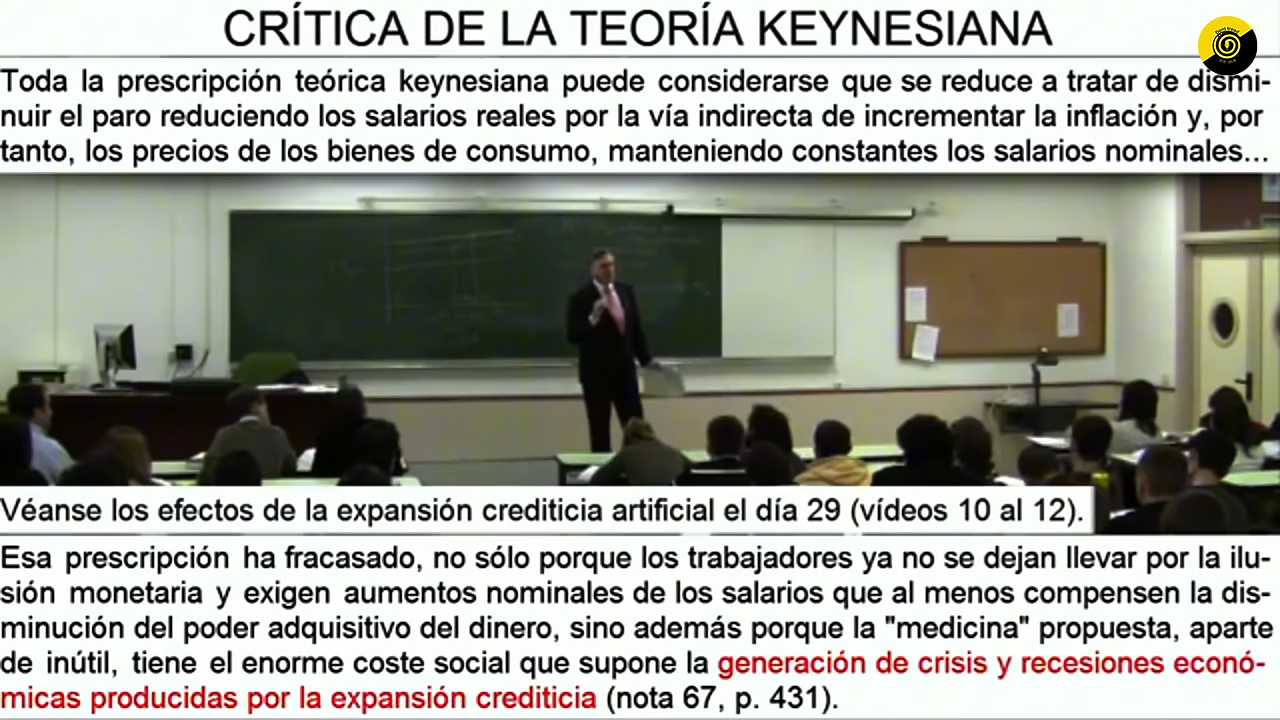 CRÍTICA DE LA TEORÍA KEYNESIANA
Toda la prescripción teórica keynesiana puede considerarse que se reduce a tratar de dismi-
nuir el paro reduciendo los salarios reales por la vía indirecta de incrementar la inflación y, por
tanto, los precios de los bienes de consumo, manteniendo constantes los salarios nominales...
Véanse los efectos de la expansión crediticia artificial el día 29 (vídeos 10 al 12).
Esa prescripción ha fracasado, no sólo porque los trabajadores ya no se dejan llevar por la ilu-
sión monetaria y exigen aumentos nominales de los salarios que al menos compensen la dis-
minución del poder adquisitivo del dinero, sino además porque la "medicina" propuesta, aparte
de inútil, tiene el enorme coste social que supone la generación de crisis y recesiones econó-
micas producidas por la expansión crediticia (nota 67, p. 431).